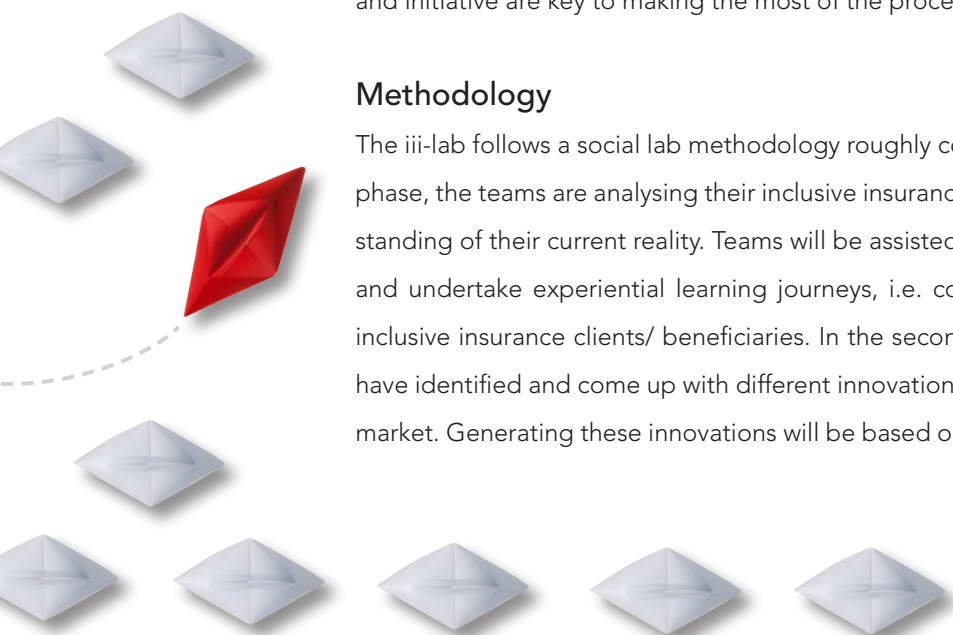 and initiative are key to making the most of the proce
Methodology
The iii-lab follows a social lab methodology roughly co
phase, the teams are analysing their inclusive insuranc
standing of their current reality. Teams will be assisted
and undertake experiential learning journeys, i.e. co
inclusive insurance clients/ beneficiaries. In the secon
have identified and come up with different innovation
market. Generating these innovations will be based o